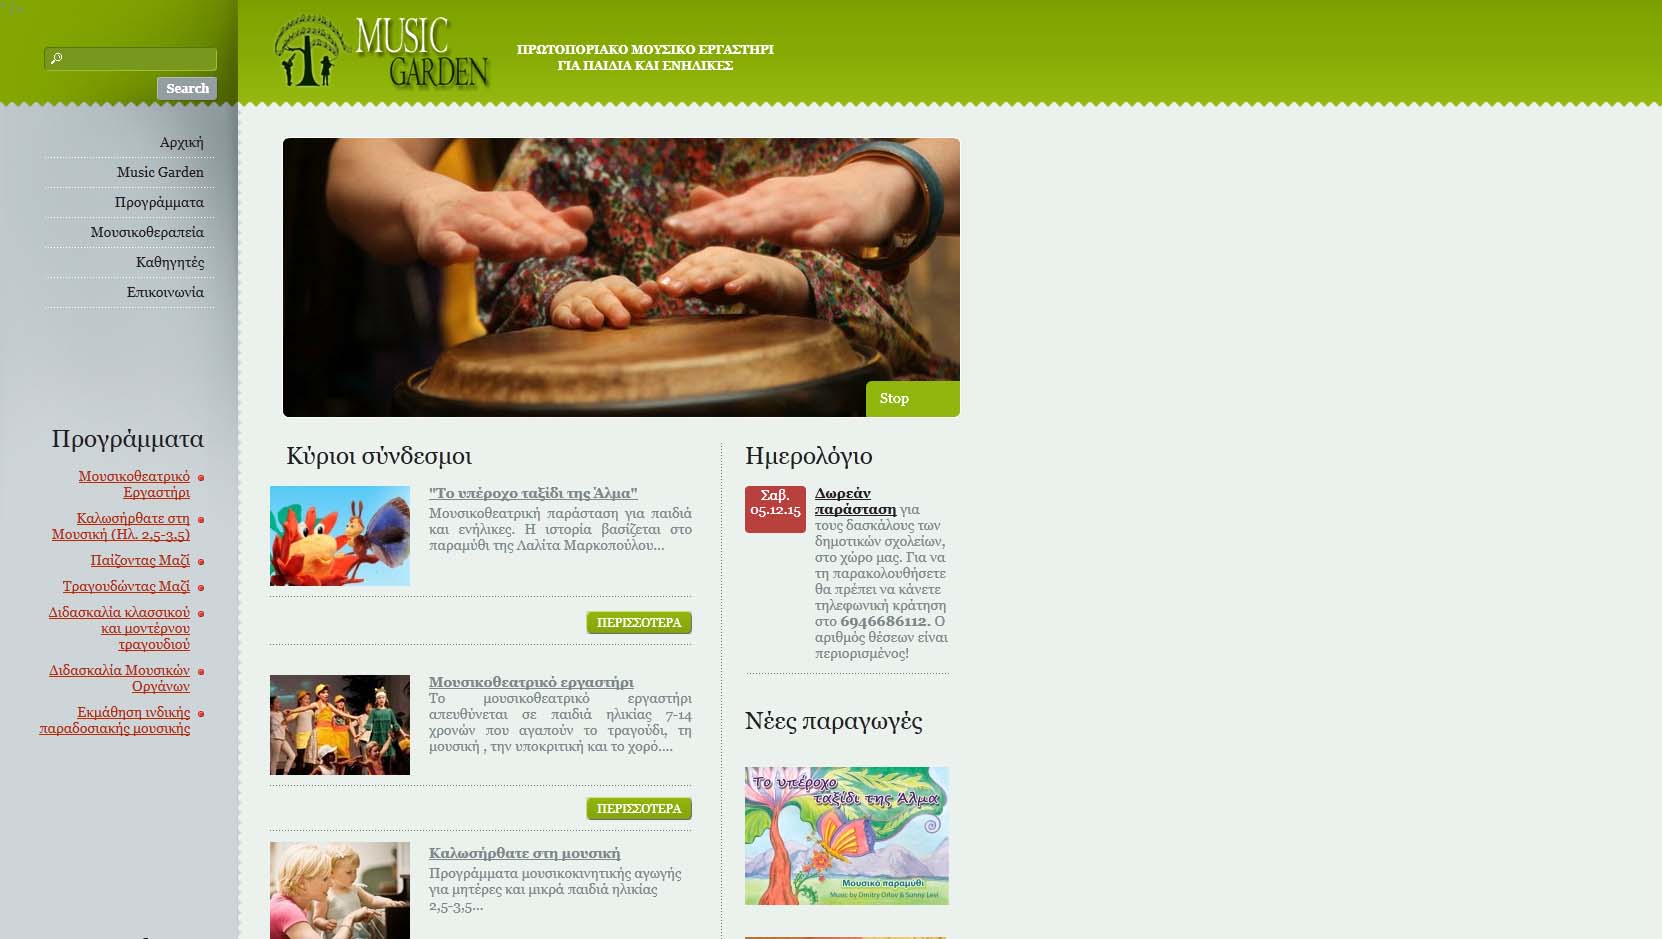 Search
MUSIC
GARDEN
ΠΡΩΤΟΠΟΡΙΑΚΟ ΜΟΥΣΙΚΟ ΕΡΓΑΣΤΗΡΙ
ΓΙΑ ΠΑΙΔΙΑ ΚΑΙ ΕΝΗΛΙΚΕΣ
Αρχική
Music Garden
Προγράμματα
Μουσικοθεραπεία
Καθηγητές
Επικοινωνία
Προγράμματα
Μουσικοθεατρικό
Εργαστήρι
Καλωσήρθατε στη
Μουσική (Ηλ. 2,5-3,5)
Παίζοντας Μαζί
Τραγουδώντας Μαζί
Διδασκαλία κλασσικού
και μοντέρνου
τραγουδιού
Διδασκαλία Μουσικών
Οργάνων
Εκμάθηση ινδικής
παραδοσιακής μουσικής
Stop
Κύριοι σύνδεσμοι
"Το υπέροχο ταξίδι της Άλμα"
Μουσικοθεατρική παράσταση για παιδιά
και ενήλικες. Η ιστορία βασίζεται στο
παραμύθι της Λαλίτα Μαρκοπούλου...
ΠΕΡΙΣΣΟΤΕΡΑ
Μουσικοθεατρικό εργαστήρι
Το μουσικοθεατρικό εργαστήρι
απευθύνεται σε παιδιά ηλικίας 7-14
χρονών που αγαπούν το τραγούδι, τη
μουσική , την υποκριτική και το χορό....
ΠΕΡΙΣΣΟΤΕΡΑ
Καλωσήρθατε στη μουσική
Προγράμματα μουσικοκινητικής αγωγής
για μητέρες και μικρά παιδιά ηλικίας
2,5-3,5...
Ημερολόγιο
Σαβ.
05.12.15
Δωρεάν
παράσταση για
τους δασκάλους των
δημοτικών σχολείων,
στο χώρο μας. Για να
τη παρακολουθήσετε
θα πρέπει να κάνετε
τηλεφωνική κράτηση
στο 6946686112. Ο
αριθμός θέσεων είναι
περιορισμένος!
Νέες παραγωγές
Το υπέροχο
ταξίδι της Άλμα
Μουσικό παραμύθι
Music by Dmitry Orlov & Sunny Levi